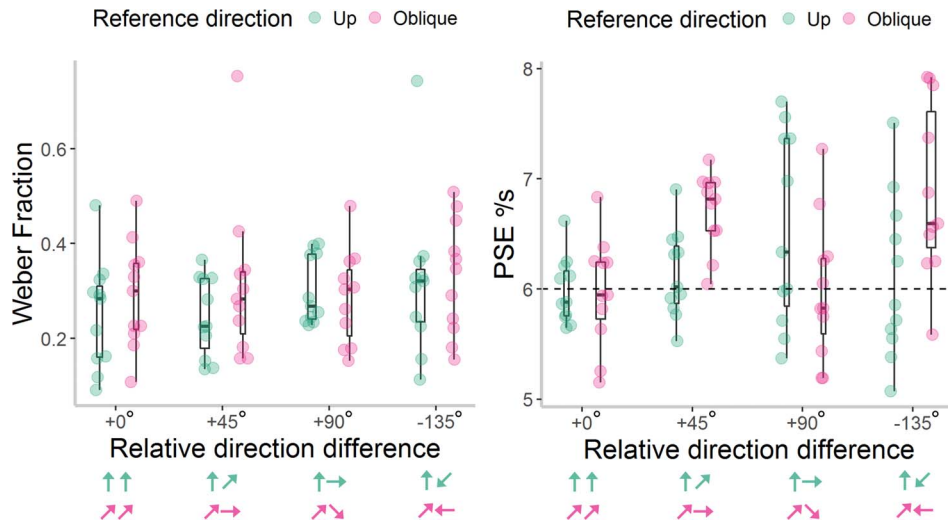 Reference direction Up Oblique
Weber Fraction
0.6
0.4
0.2
+0° +45° +90° -135°
Relative direction difference
Reference direction Up Oblique
PSE %/s
8
7
6
5
+0° +45° +90° -135°
Relative direction difference